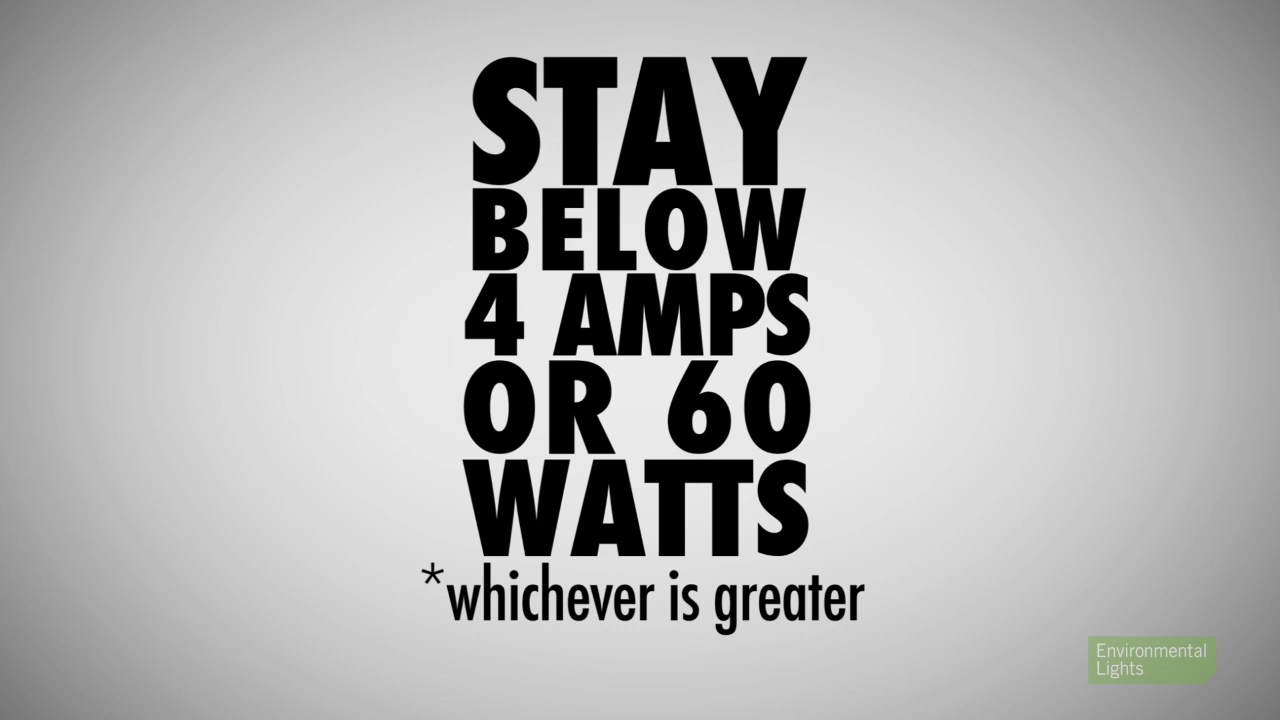 STAY
BELOW
4 AMPS
OR 60
WATTS
*whichever is greater
Environmental
Lights